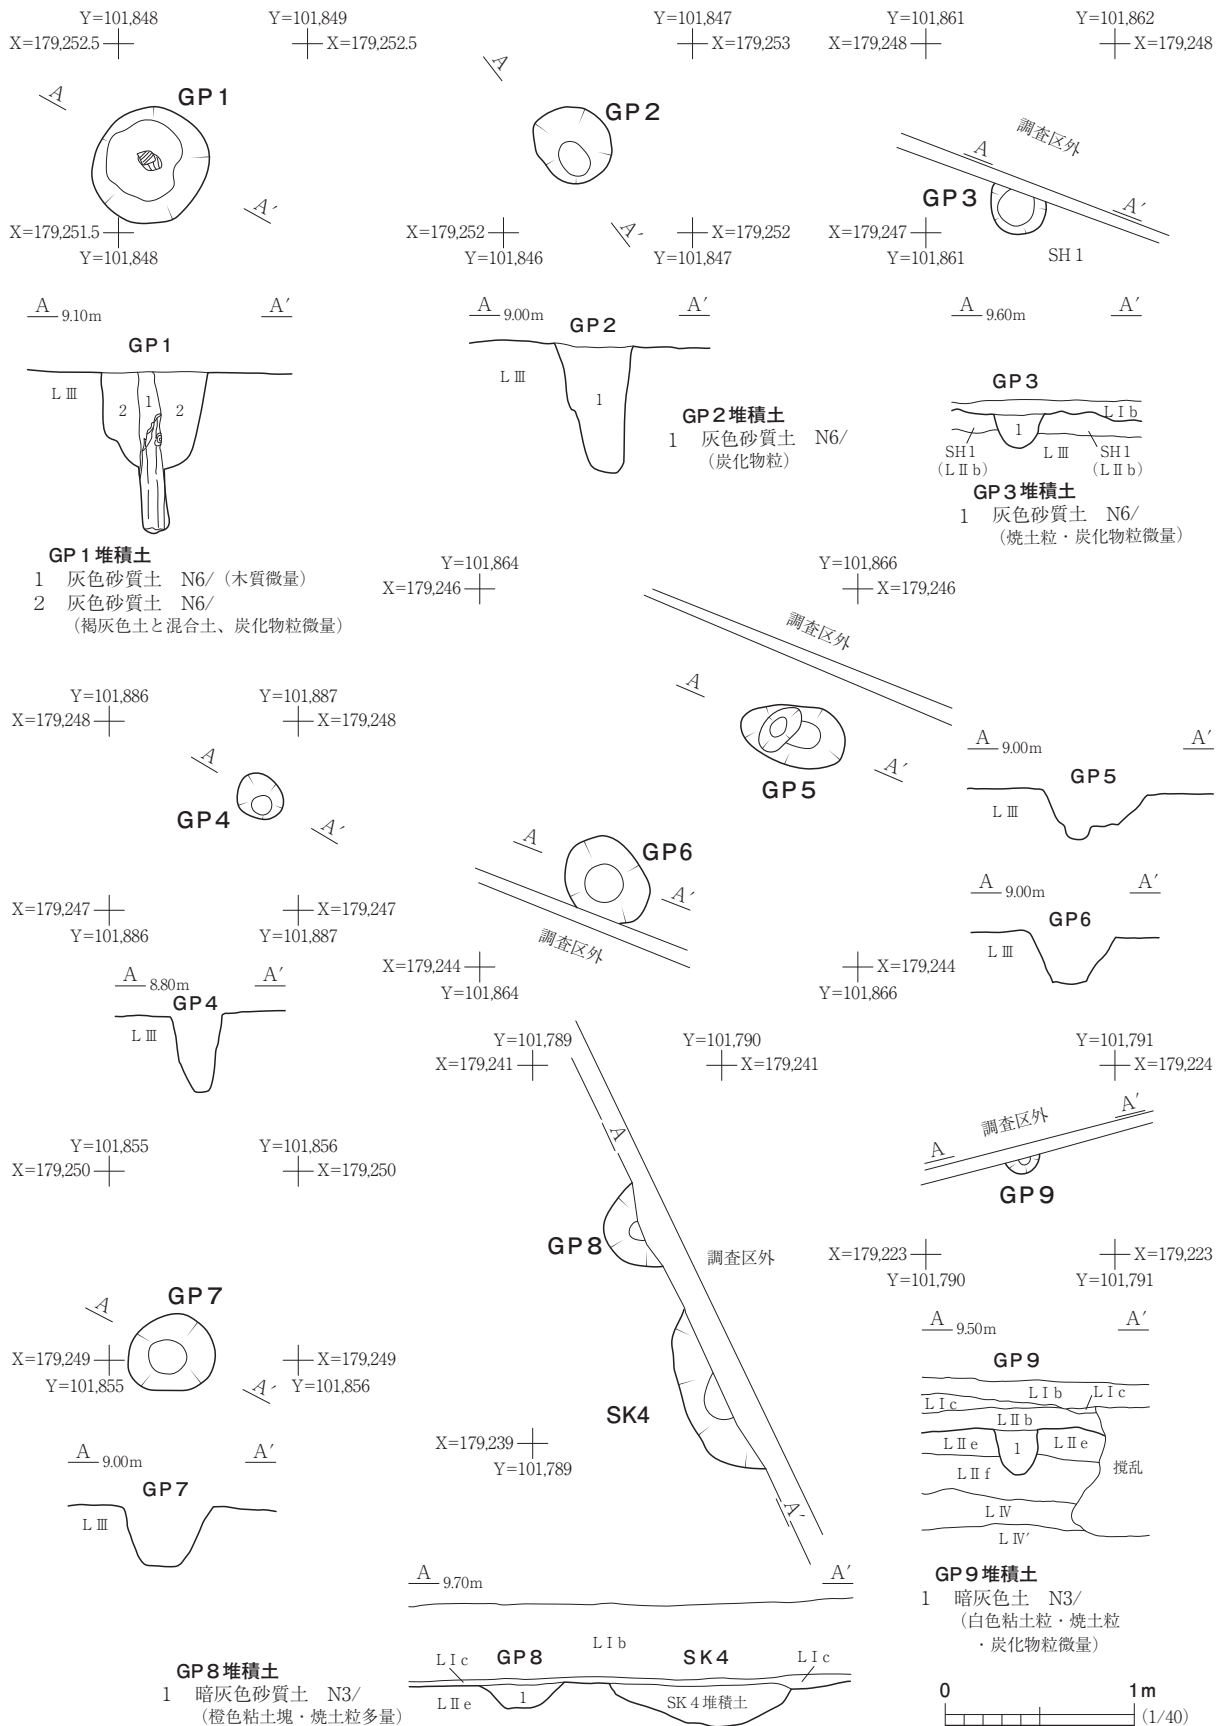 Y=101,848
Y=101,849
X=179,252.5
X=179,252.5
A
GP1
A′
X=179,251.5
Y=101,848
Y=101,847
X=179,253
A
GP2
A′
X=179,252
X=179,252
Y=101,846
Y=101,847
Y=101,861
Y=101,862
X=179,248
X=179,248
調査区外
A
GP3
A′
X=179,247
Y=101,861
SH1
A 9.10m A′
GP1
LⅢ
2 1 2
GP1堆積土
1 灰色砂質土 N6/（木質微量）
2 灰色砂質土 N6/
（褐灰色土と混合土、炭化物粒微量）
A 9.00m A′
GP2
LⅢ
1
GP2堆積土
1 灰色砂質土 N6/
（炭化物粒）
A 9.60m A′
GP3
LⅠb
1
SH1
（LⅡb）
LⅢ
SH1
（LⅡb）
GP3堆積土
1 灰色砂質土 N6/
（焼土粒・炭化物粒微量）
Y=101,864
Y=101,866
X=179,246
X=179,246
調査区外
A
GP5
A′
A
GP6
A′
調査区外
X=179,244
X=179,244
Y=101,864
Y=101,866
Y=101,886
Y=101,887
X=179,248
X=179,248
A
GP4
A′
X=179,247
X=179,247
Y=101,886
Y=101,887
A 8.80m A′
GP4
LⅢ
A 9.00m A′
GP5
LⅢ
A 9.00m A′
GP6
LⅢ
Y=101,855
Y=101,856
X=179,250
X=179,250
A
GP7
X=179,249
X=179,249
Y=101,855
A′
Y=101,856
A 9.00m A′
GP7
LⅢ
Y=101,789
Y=101,790
X=179,241
X=179,241
A
GP8
調査区外
SK4
X=179,239
Y=101,789
A′
Y=101,791
X=179,224
調査区外
A′
A
GP9
X=179,223
X=179,223
Y=101,790
Y=101,791
A 9.50m A′
GP9
LⅠb
LⅠc
LⅠc
LⅡb
LⅡe
1
LⅡe
LⅡf
撹乱
LⅣ
LⅣ′
GP9堆積土
1 暗灰色土 N3/
（白色粘土粒・焼土粒
・炭化物粒微量）
A 9.70m A′
LⅠb
LⅠc
GP8
SK4
LⅠc
LⅡe
1
SK4堆積土
GP8堆積土
1 暗灰色砂質土 N3/
（橙色粘土塊・焼土粒多量）
0 1m
（1/40）